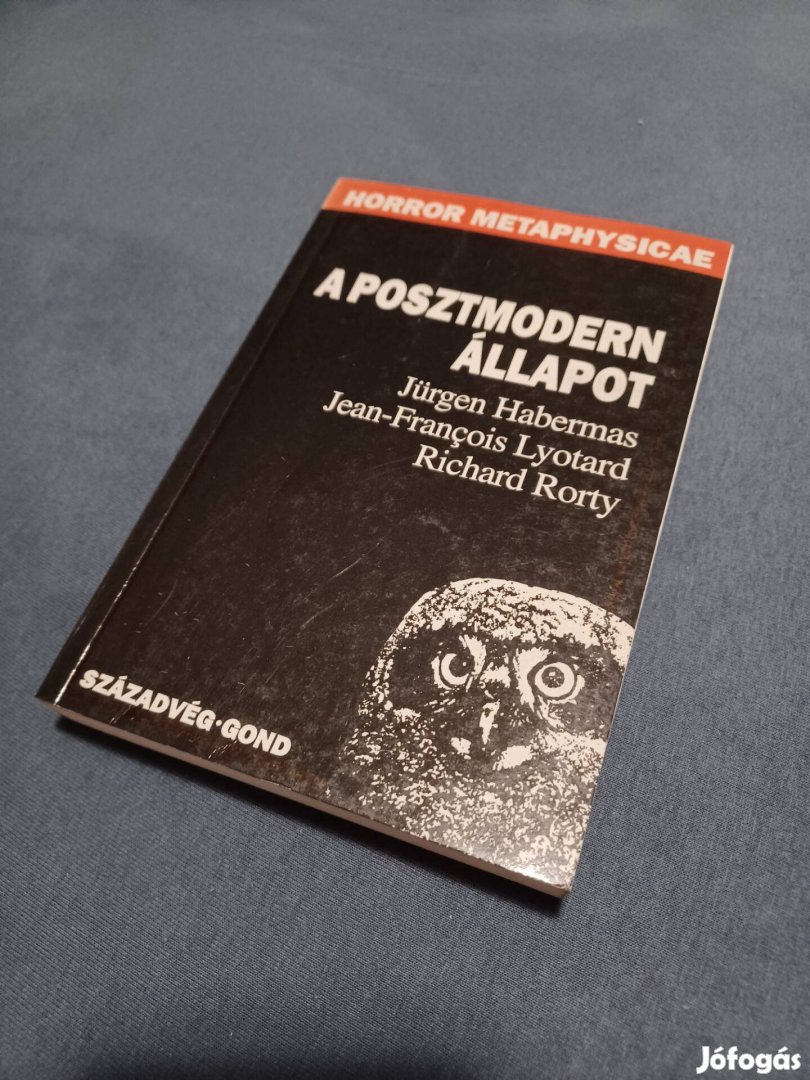 HORROR METAPHYSICAE
A POSZTMODERN
ÁLLAPOT
Jürgen Habermas
Jean-François Lyotard
Richard Rorty
SZÁZADVÉG·GOND
Jófogás